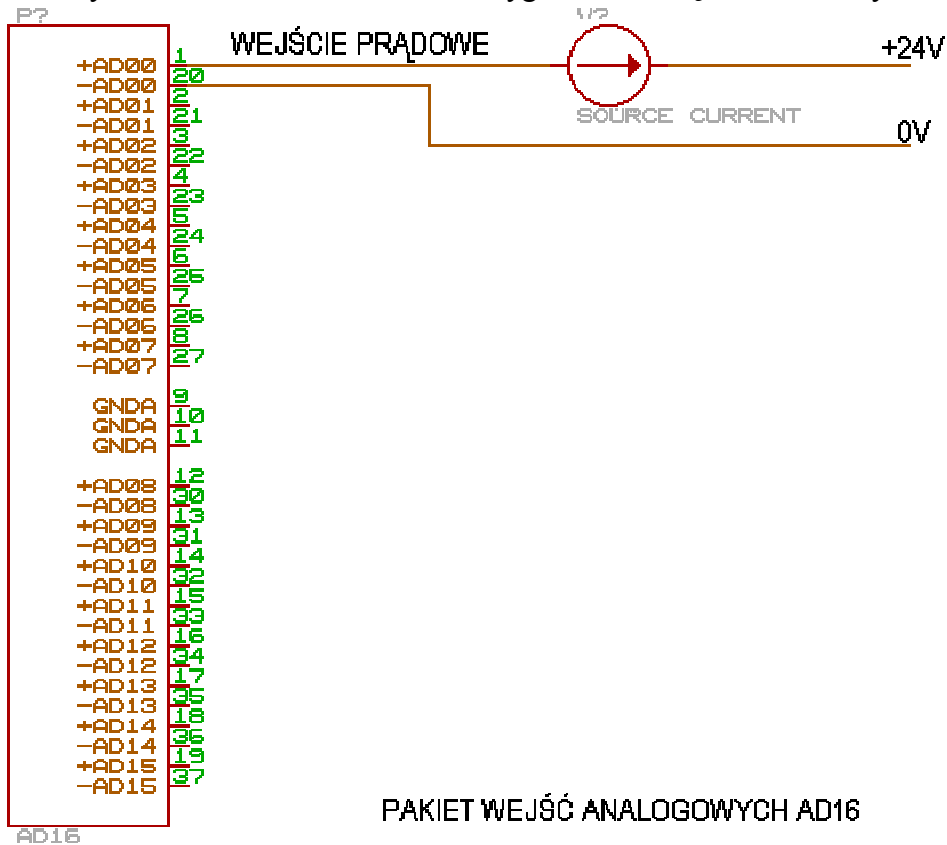 P?
V?
WEJŚCIE PRĄDOWE
+24V
SOURCE CURRENT
0V
+AD00 1
-AD00 20
+AD01 2
-AD01 21
+AD02 3
-AD02 22
+AD03 4
-AD03 23
+AD04 5
-AD04 24
+AD05 6
-AD05 25
+AD06 7
-AD06 26
+AD07 8
-AD07 27
GNDA 9
GNDA 10
GNDA 11
+AD08 12
-AD08 30
+AD09 13
-AD09 31
+AD10 14
-AD10 32
+AD11 15
-AD11 33
+AD12 16
-AD12 34
+AD13 17
-AD13 35
+AD14 18
-AD14 36
+AD15 19
-AD15 37
PAKIET WEJŚĆ ANALOGOWYCH AD16
AD16